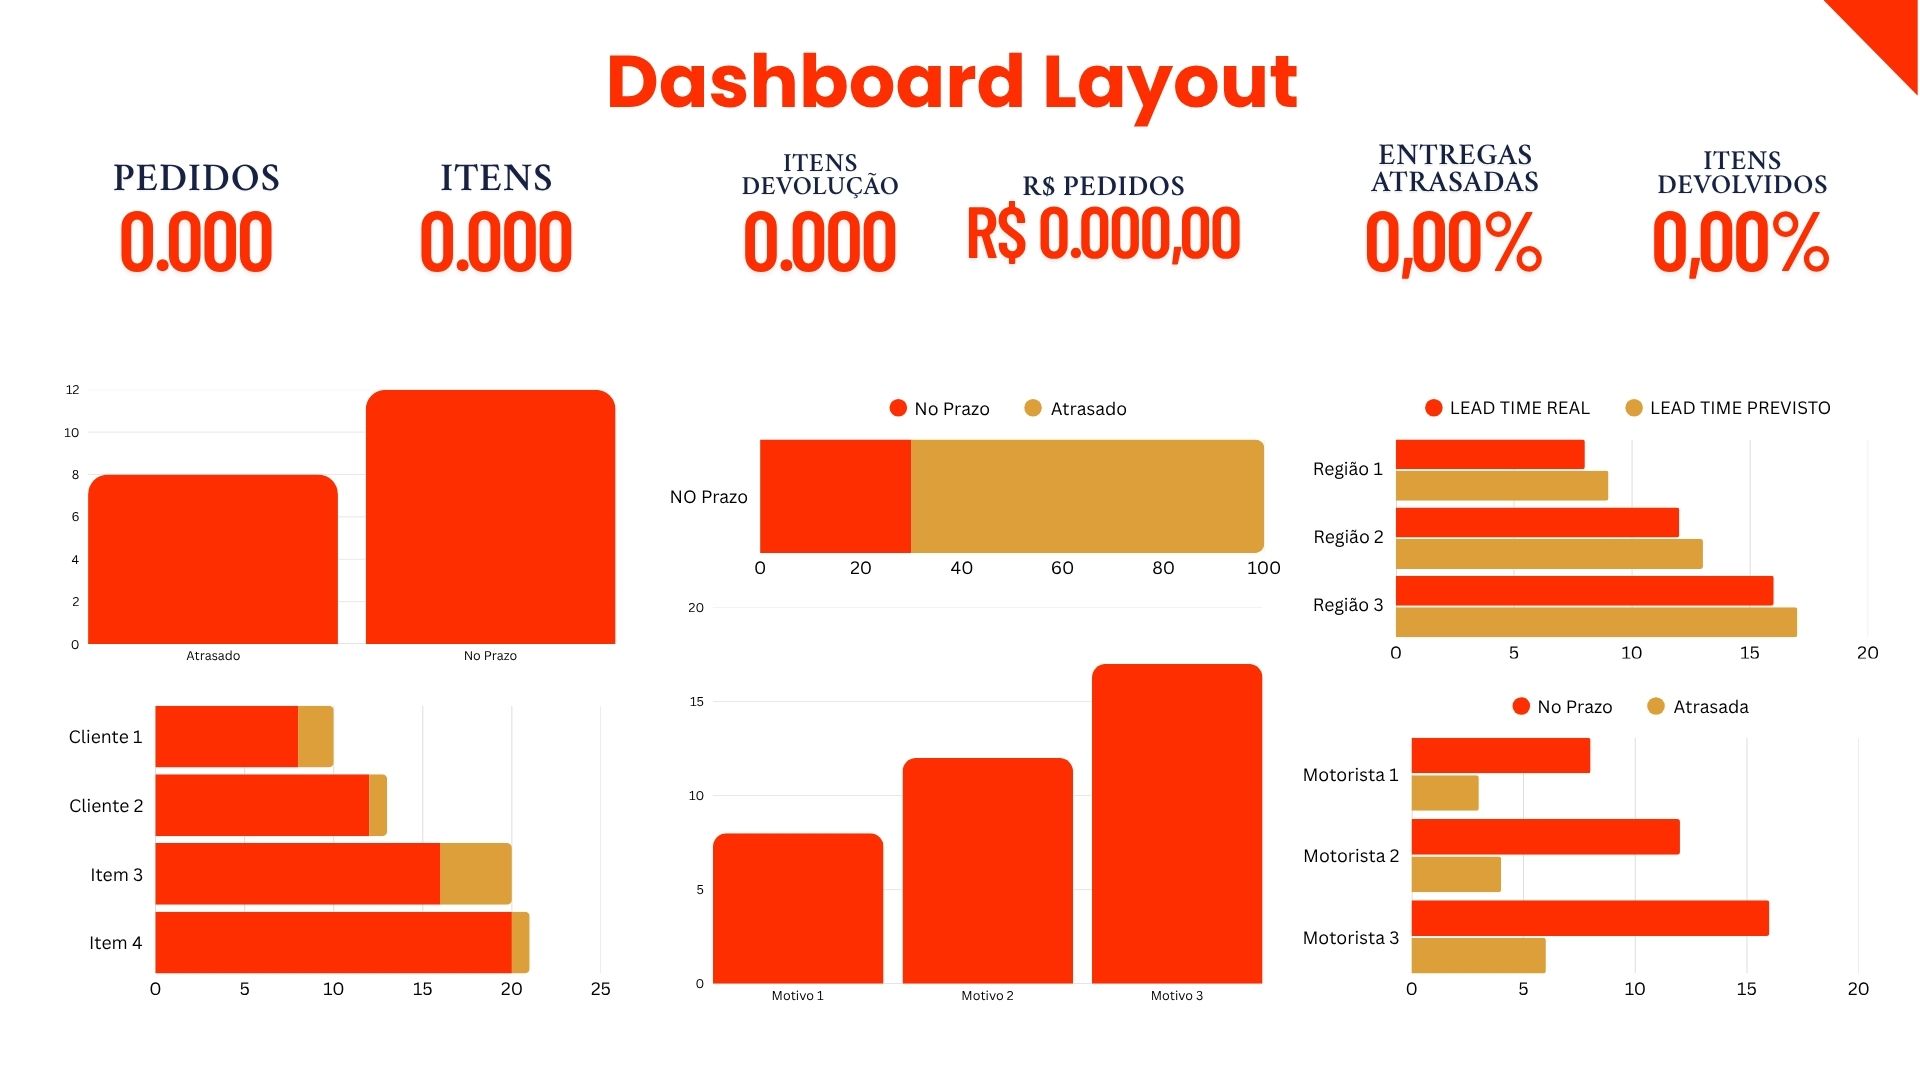 Dashboard Layout
PEDIDOS
0.000
ITENS
0.000
ITENS
DEVOLUÇÃO
0.000
R$ PEDIDOS
R$ 0.000,00
ENTREGAS
ATRASADAS
0,00%
ITENS
DEVOLVIDOS
0,00%
12
10
8
6
4
2
0
Atrasado No Prazo
No Prazo Atrasado
NO Prazo
0 20 40 60 80 100
LEAD TIME REAL LEAD TIME PREVISTO
Região 1
Região 2
Região 3
0 5 10 15 20
Cliente 1
Cliente 2
Item 3
Item 4
0 5 10 15 20 25
20
15
10
5
0
Motivo 1 Motivo 2 Motivo 3
No Prazo Atrasada
Motorista 1
Motorista 2
Motorista 3
0 5 10 15 20